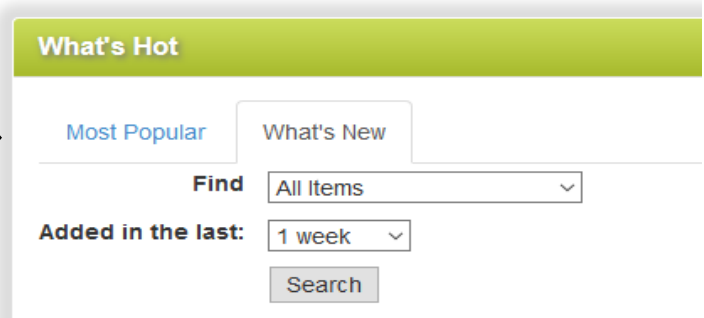 What's Hot
Most Popular What's New
Find All Items
Added in the last: 1 week
Search